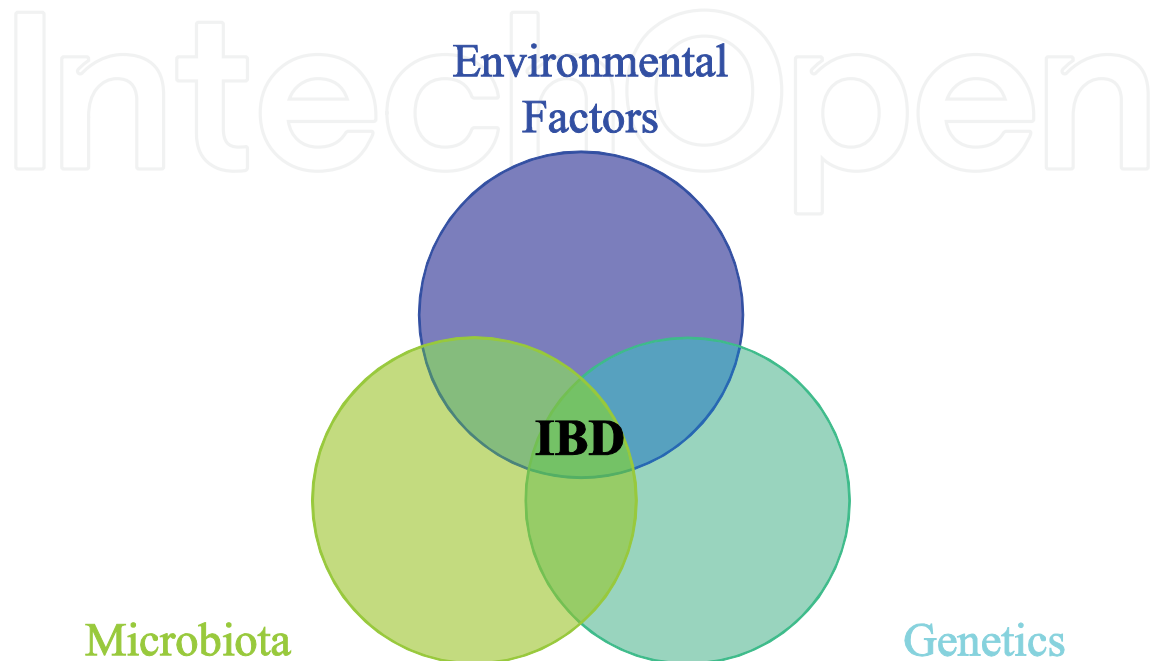 IntechOpen
Environmental
Factors
IBD
Microbiota
Genetics